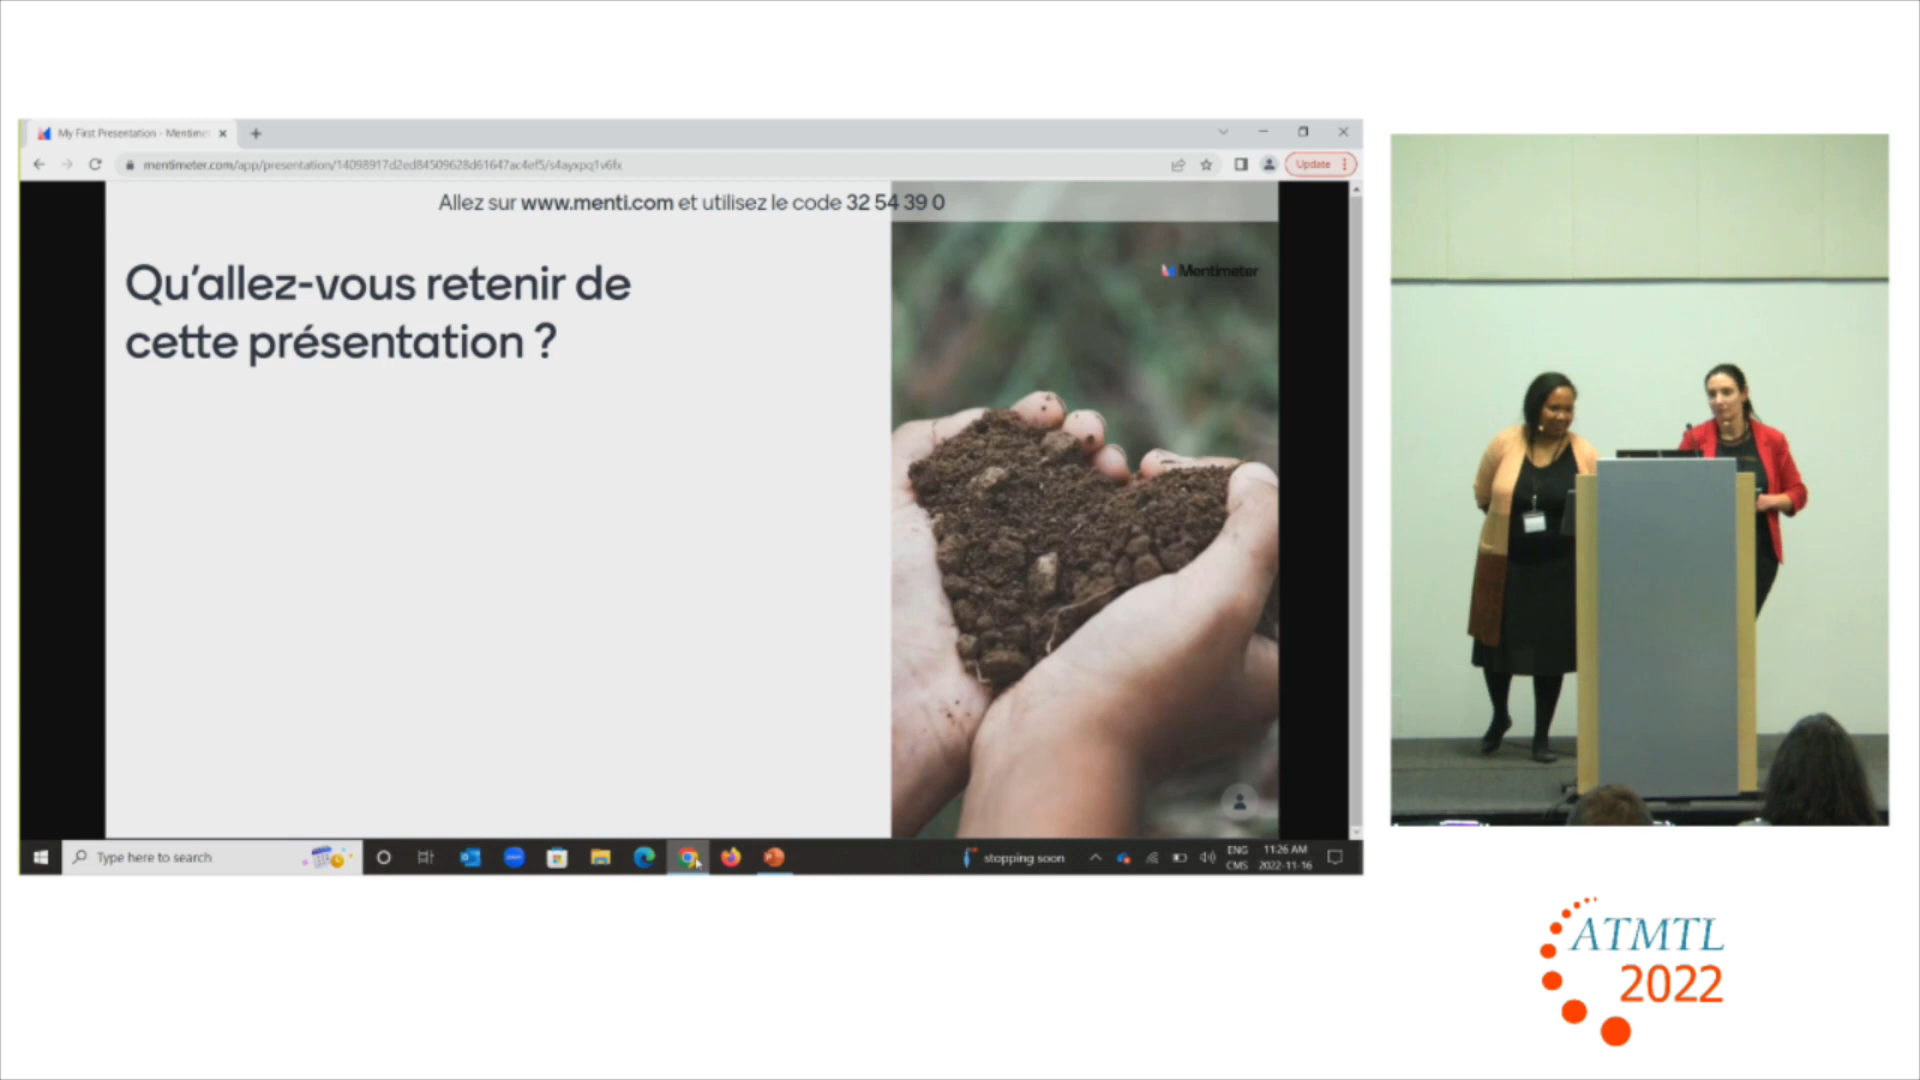 My First Presentation - Mentime
mentimeter.com/app/presentation/14098917d2ed84509628d61647ac4ef5/s4ayxpq1v6fx
Update
Allez sur www.menti.com et utilisez le code 32 54 39 0
Qu'allez-vous retenir de
cette présentation ?
Mentimeter
Type here to search
stopping soon
ENG
CMS
11:26 AM
2022-11-16
ATMTL
2022